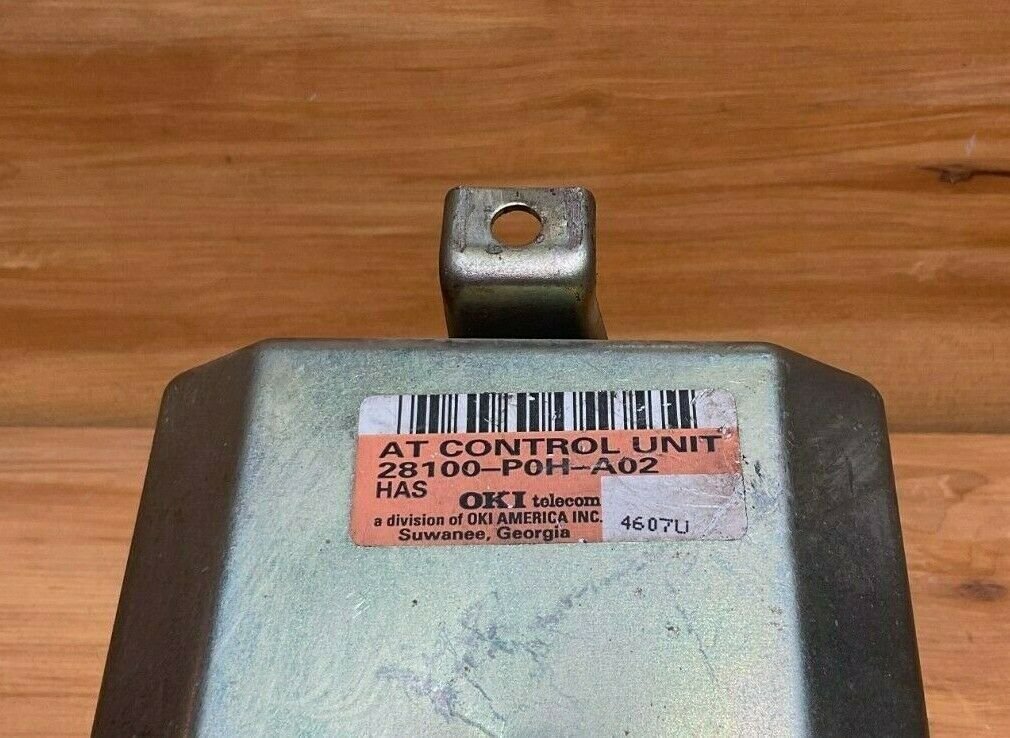 AT CONTROL UNIT
28100-P0H-A02
HAS OKI telecom
a division of OKI AMERICA INC. 4607U
Suwanee, Georgia